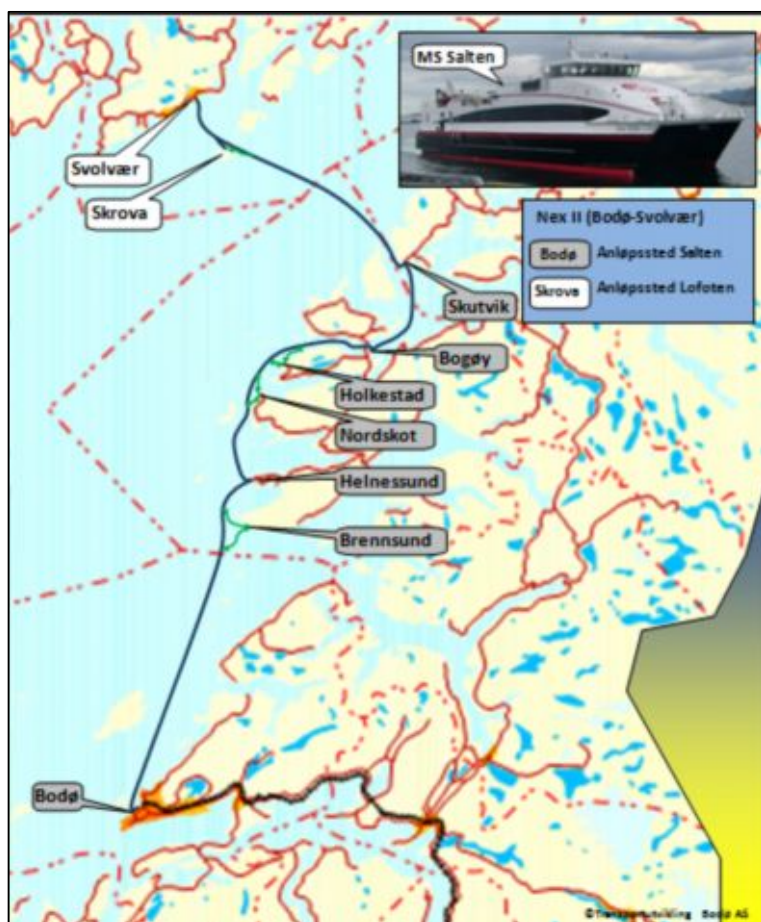 MS Salten
Svolvær
Skrova
Nex II (Bodø-Svolvær)
Bodø Anløpssted Salten
Skrova Anløpssted Lofoten
Skutvik
Bogøy
Holkestad
Nordskot
Helnessund
Brennsund
Bodø
©Transportutvikling Bodø AS